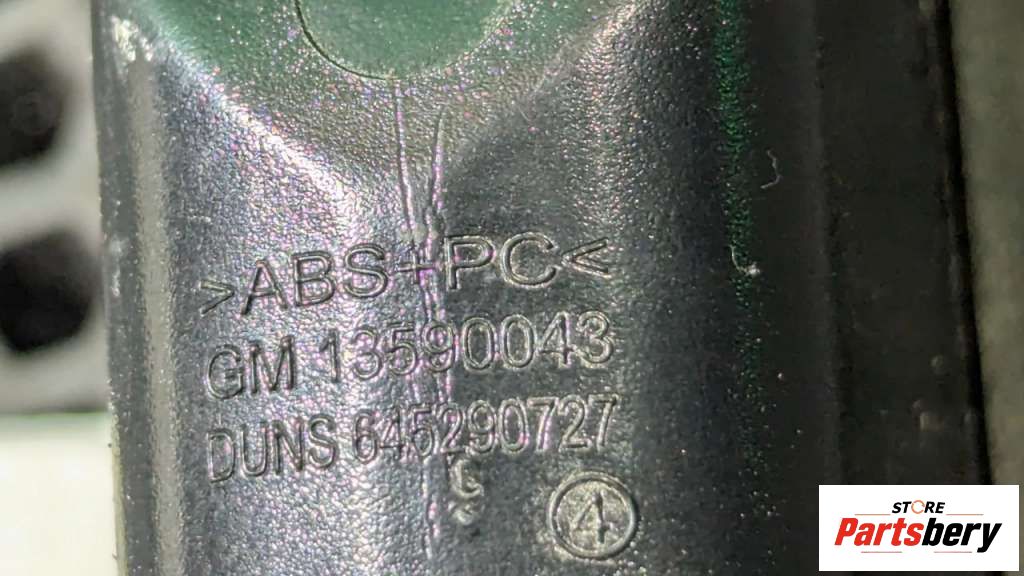 >ABS+PC<
GM 13590043
DUNS 645290727
4
STORE
Partsbery